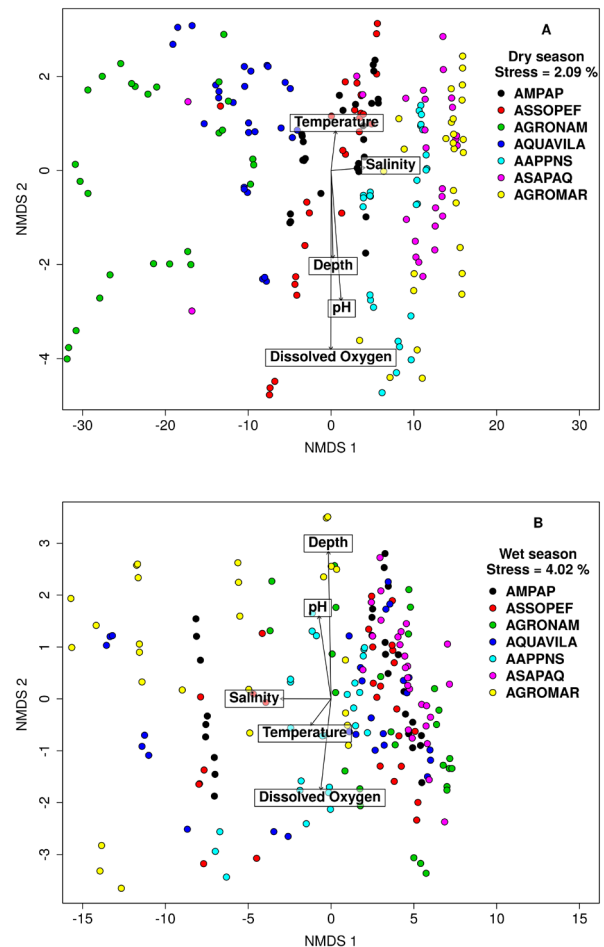 A
Dry season
Stress = 2.09 %
AMPAP
ASSOPEF
AGRONAM
AQUAVILA
AAPPNS
ASAPAQ
AGROMAR
Temperature
Salinity
Depth
pH
Dissolved Oxygen
NMDS 2
2
0
-2
-4
-30
-20
-10
0
10
20
30
NMDS 1
B
Wet season
Stress = 4.02 %
AMPAP
ASSOPEF
AGRONAM
AQUAVILA
AAPPNS
ASAPAQ
AGROMAR
Depth
pH
Salinity
Temperature
Dissolved Oxygen
NMDS 2
3
2
1
0
-1
-2
-3
-15
-10
-5
0
5
10
15
NMDS 1